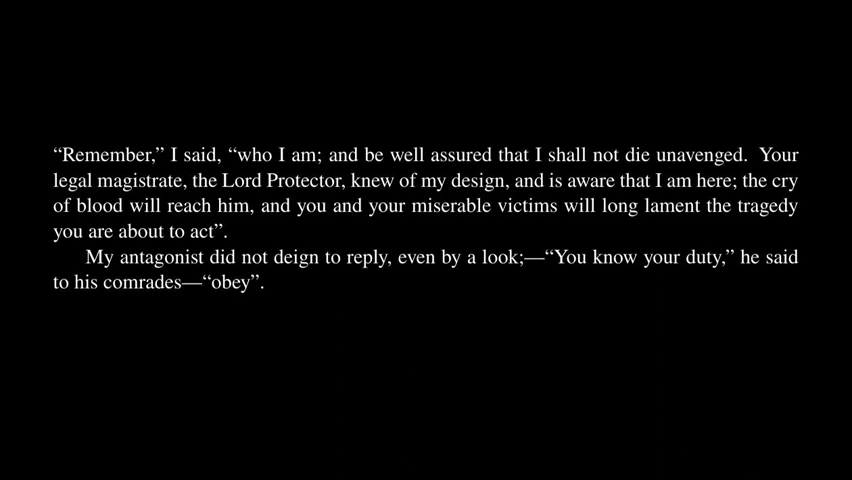 “Remember,” I said, “who I am; and be well assured that I shall not die unavenged. Your
legal magistrate, the Lord Protector, knew of my design, and is aware that I am here; the cry
of blood will reach him, and you and your miserable victims will long lament the tragedy
you are about to act”.
My antagonist did not deign to reply, even by a look;—“You know your duty,” he said
to his comrades—“obey”.